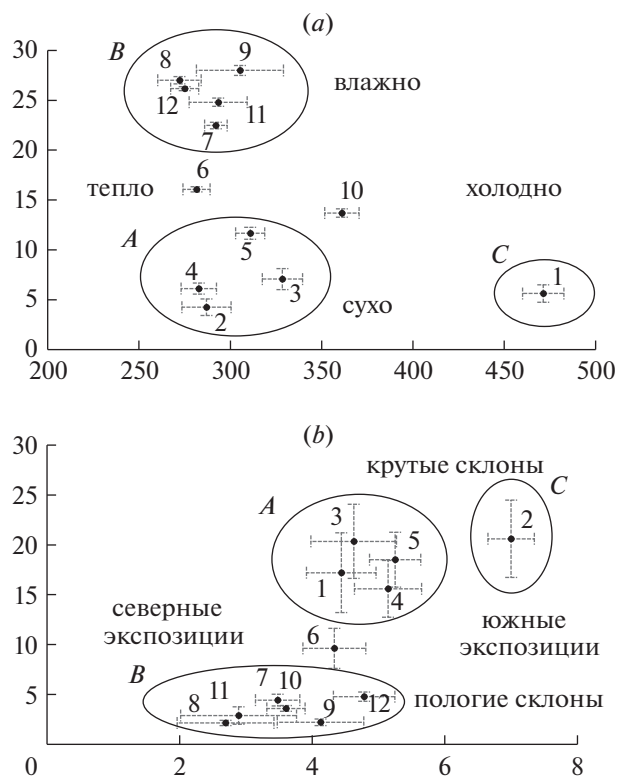 (a)
30
B
8
9
влажно
25
12
11
20
7
6
10
15
тепло
холодно
A
10
5
C
4
3
1
5
2
сухо
0
200
250
300
350
400
450
500
(b)
30
крутые склоны
C
25
A
3
5
2
20
1
15
4
северные
экспозиции
6
южные
экспозиции
10
B
7
10
12
пологие склоны
5
8
11
9
0
2
4
6
8